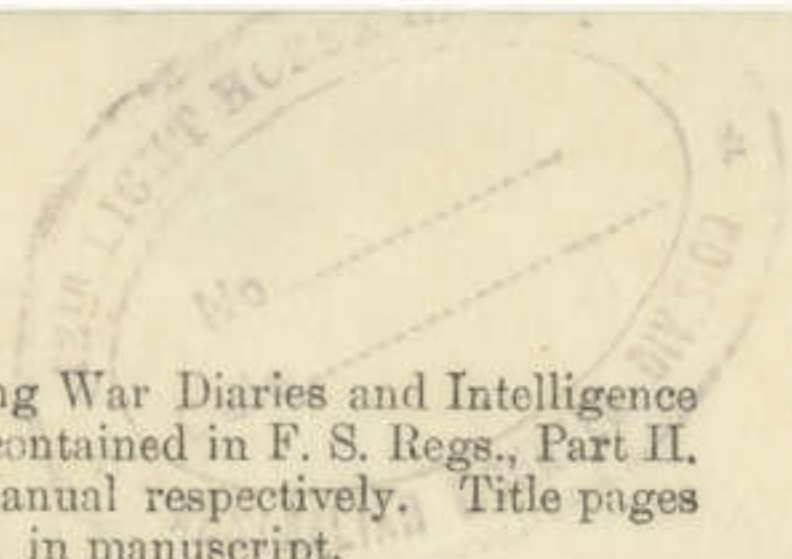 LIGHT HORSE
No
ng War Diaries and Intelligence
contained in F. S. Regs., Part II.
anual respectively. Title pages
in manuscript.